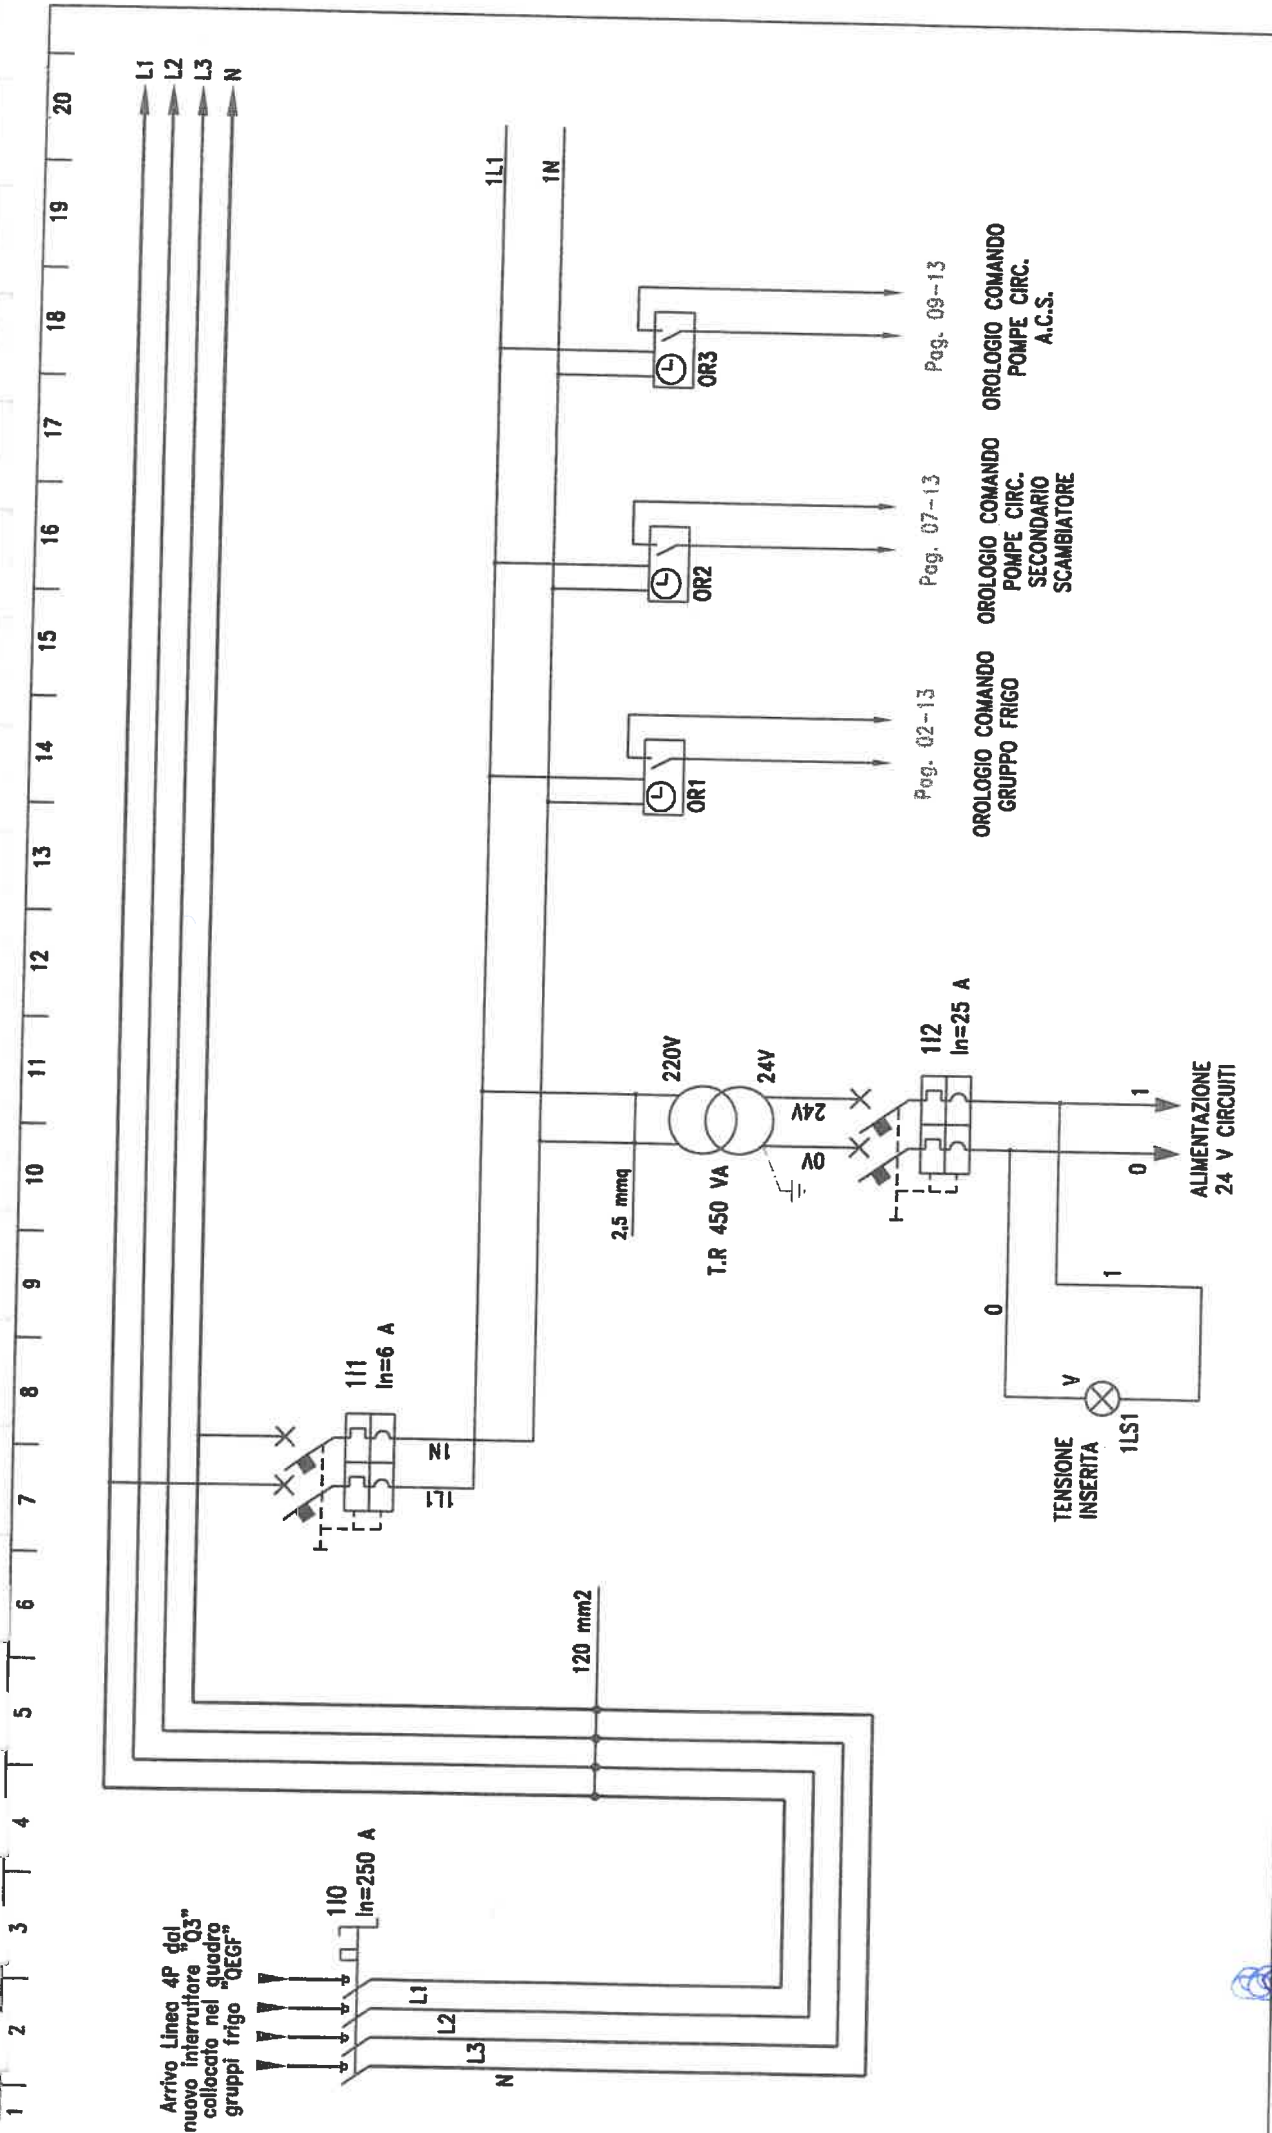 1 2 3 4 5 6 7 8 9 10 11 12 13 14 15 16 17 18 19 20
Arrivo Linea 4P dal
nuovo interruttore "Q3"
collocato nel quadro
gruppi frigo "QEGF"
1I0
In=250 A
L1
L2
L3
N
120 mm2
1I1
In=6 A
1L1
1N
L1
L2
L3
N
1L1
1N
2.5 mmq
220V
24V
T.R 450 VA
0V
24V
1I2
In=25 A
0
1
0
1
V
1LS1
TENSIONE
INSERITA
ALIMENTAZIONE
24 V CIRCUITI
OR1
Pag. 02-13
OROLOGIO COMANDO
GRUPPO FRIGO
OR2
Pag. 07-13
OROLOGIO COMANDO
POMPE CIRC.
SECONDARIO
SCAMBIATORE
OR3
Pag. 09-13
OROLOGIO COMANDO
POMPE CIRC.
A.C.S.